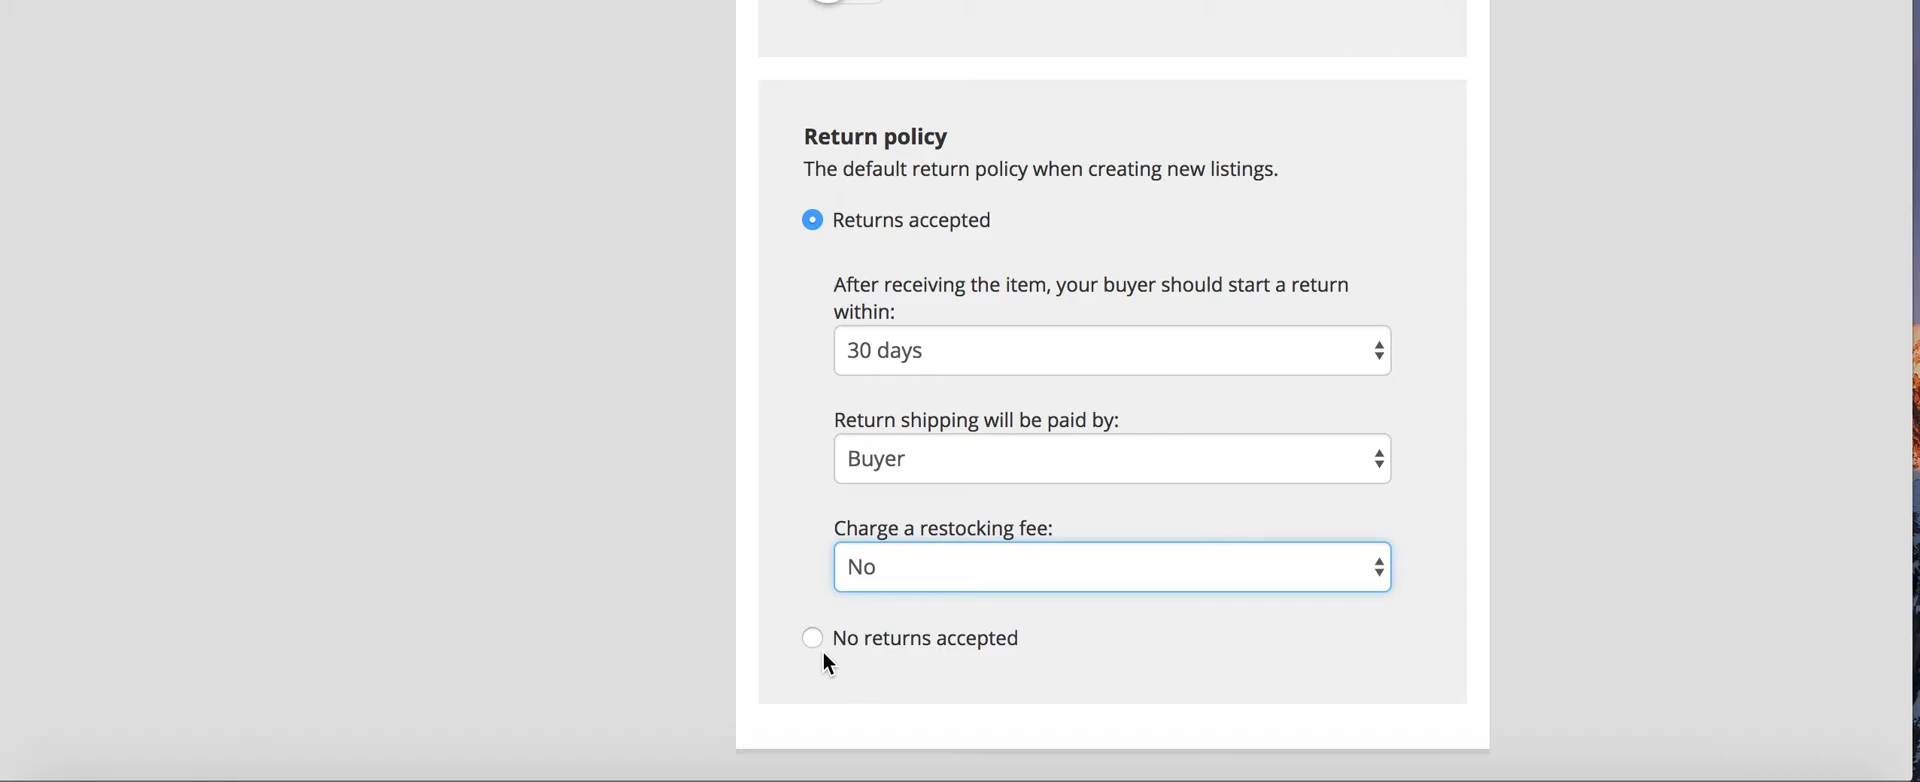 Return policy
The default return policy when creating new listings.
Returns accepted
After receiving the item, your buyer should start a return
within:
30 days
Return shipping will be paid by:
Buyer
Charge a restocking fee:
No
No returns accepted